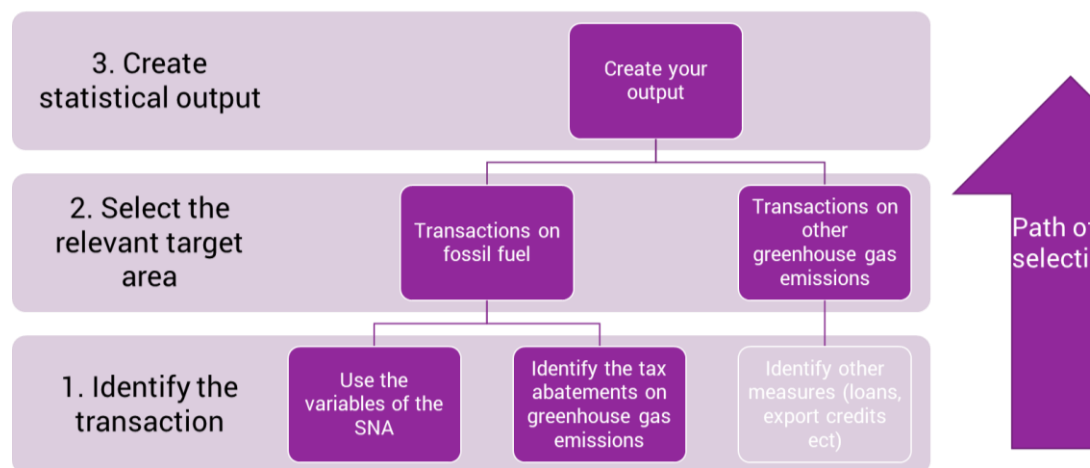 3. Create
statistical output
Create your
output
2. Select the
relevant target
area
Transactions on
fossil fuel
Transactions on
other
greenhouse gas
emissions
Path
selecti
1. Identify the
transaction
Use the
variables of the
SNA
Identify the tax
abatements on
greenhouse gas
emissions
Identify other
measures (loans,
export credits
ect)